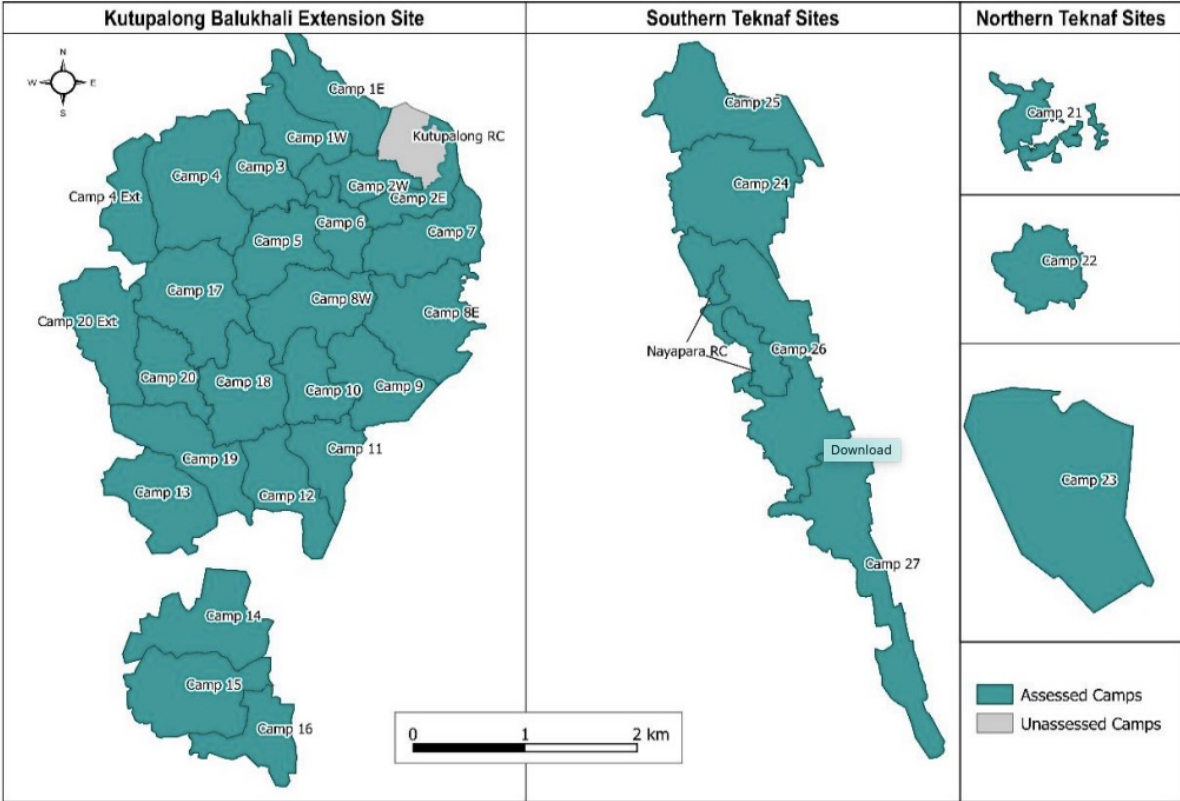 Kutupalong Balukhali Extension Site
Southern Teknaf Sites
Northern Teknaf Sites
N
W
E
S
Camp 1E
Camp 1W
Kutupalong RC
Camp 3
Camp 4
Camp 4 Ext
Camp 2W
Camp 2E
Camp 6
Camp 5
Camp 7
Camp 17
Camp 8W
Camp 8E
Camp 20 Ext
Camp 20
Camp 18
Camp 10
Camp 9
Camp 11
Camp 19
Camp 13
Camp 12
Camp 14
Camp 15
Camp 16
Camp 25
Camp 24
Nayapara RC
Camp 26
Download
Camp 27
0
1
2 km
Camp 21
Camp 22
Camp 23
Assessed Camps
Unassessed Camps